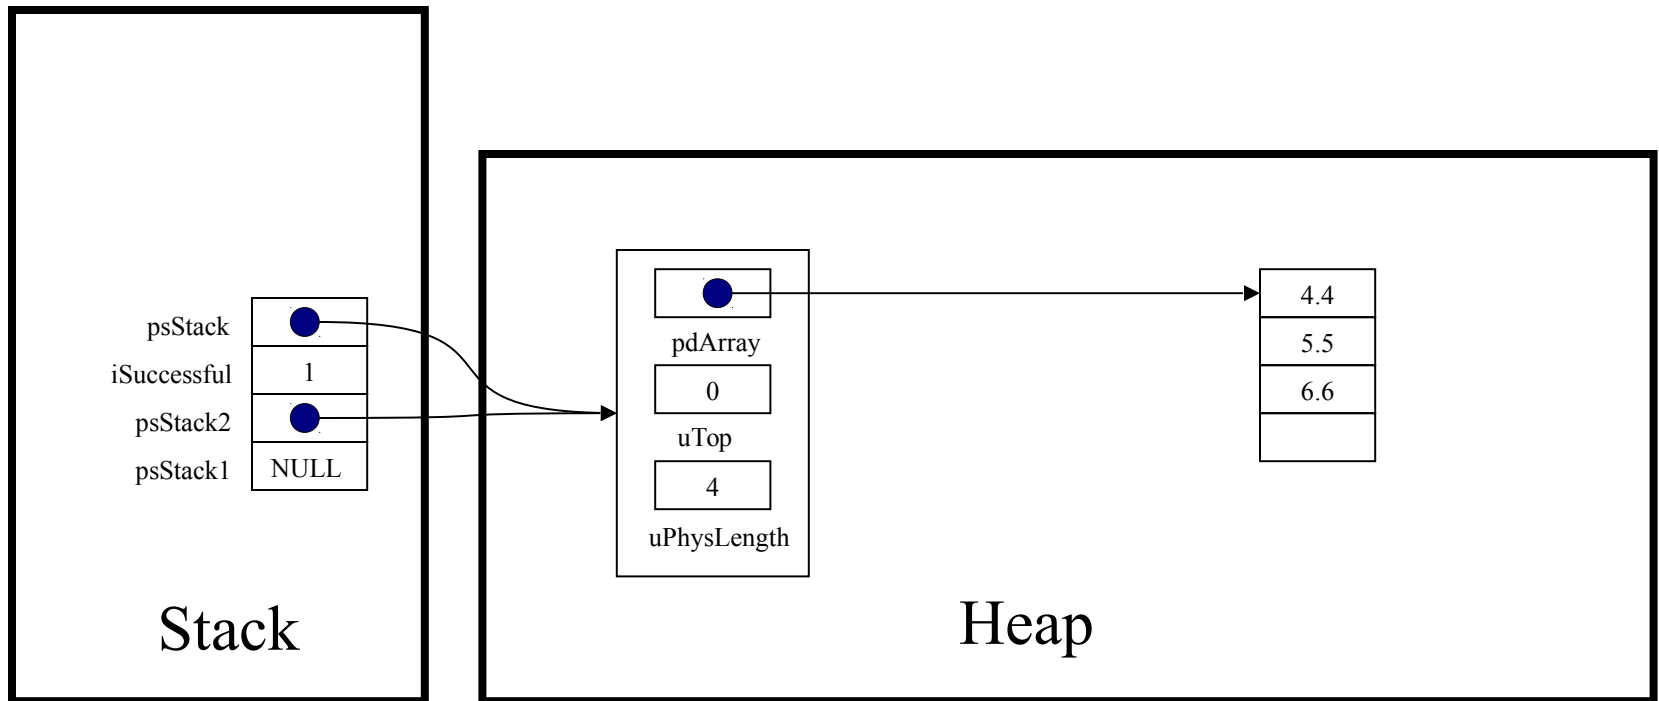 psStack
iSuccessful 1
psStack2
psStack1 NULL
Stack
pdArray
0
uTop
4
uPhysLength
4.4
5.5
6.6
Heap